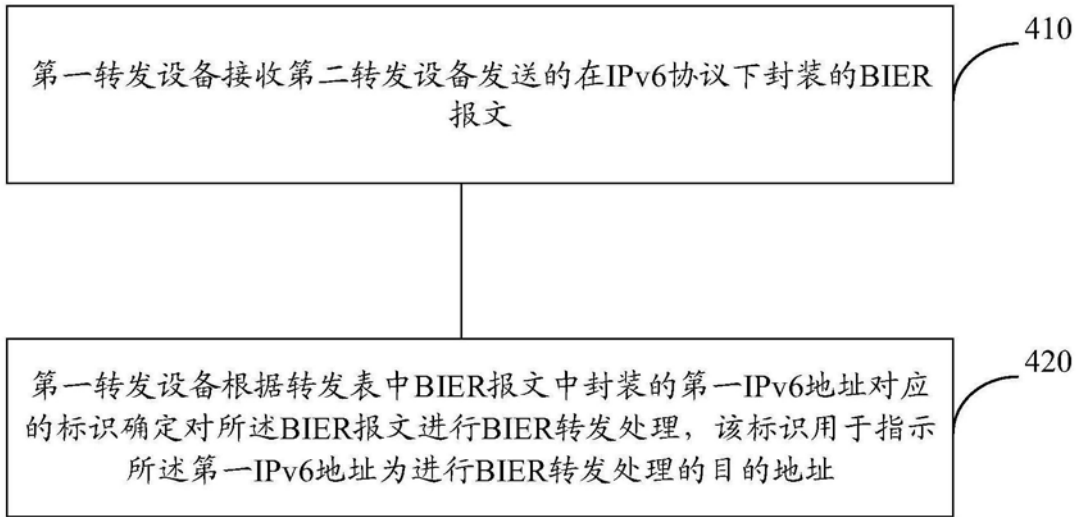 410
第一转发设备接收第二转发设备发送的在IPv6协议下封装的BIER
报文
420
第一转发设备根据转发表中BIER报文中封装的第一IPv6地址对应
的标识确定对所述BIER报文进行BIER转发处理，该标识用于指示
所述第一IPv6地址为进行BIER转发处理的目的地址